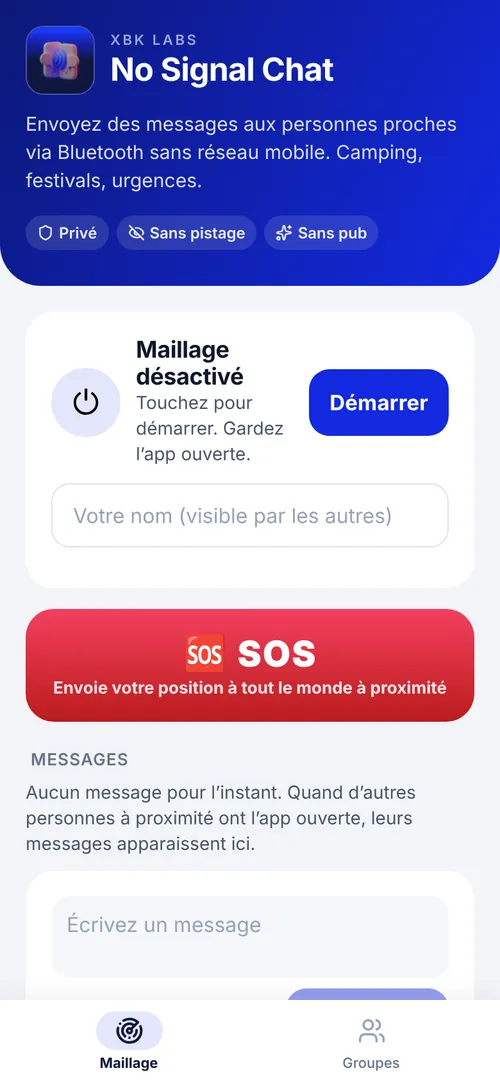 XBK LABS
No Signal Chat
Envoyez des messages aux personnes proches
via Bluetooth sans réseau mobile. Camping,
festivals, urgences.
Privé
Sans pistage
Sans pub
Maillage
désactivé
Touchez pour
démarrer. Gardez
l’app ouverte.
Démarrer
Votre nom (visible par les autres)
🆘 SOS
Envoie votre position à tout le monde à proximité
MESSAGES
Aucun message pour l’instant. Quand d’autres
personnes à proximité ont l’app ouverte, leurs
messages apparaissent ici.
Écrivez un message
Maillage
Groupes